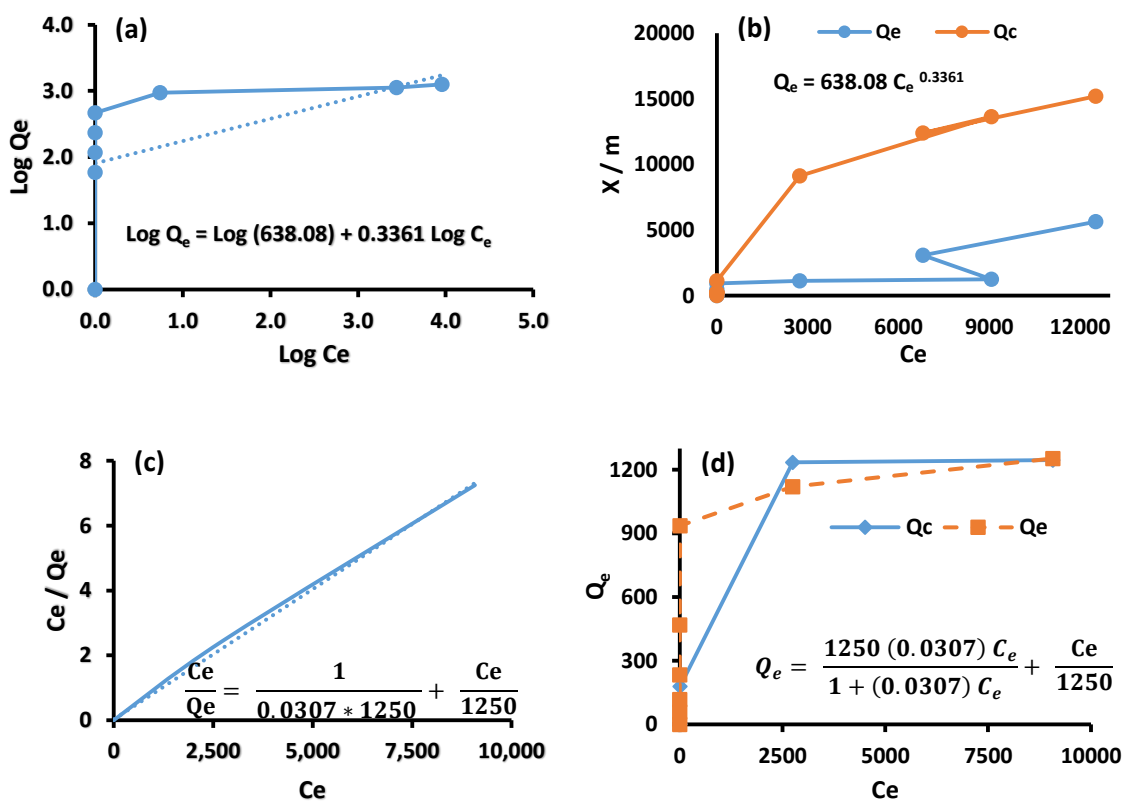 (a)
4.0
3.0
2.0
1.0
0.0
0.0 1.0 2.0 3.0 4.0 5.0
Log Qe
Log Ce
Log Qe = Log (638.08) + 0.3361 Log Ce
(b)
Qe Qc
Qe = 638.08 Ce 0.3361
20000
15000
10000
5000
0
0 3000 6000 9000 12000
X / m
Ce
(c)
8
6
4
2
0
0 2,500 5,000 7,500 10,000
Ce / Qe
Ce
Ce/Qe = 1/0.0307 * 1250 + Ce/1250
(d)
1200
900
600
300
0
0 2500 5000 7500 10000
Qe
Ce
Qc Qe
Qe = 1250 (0.0307) Ce/1 + (0.0307) Ce + Ce/1250